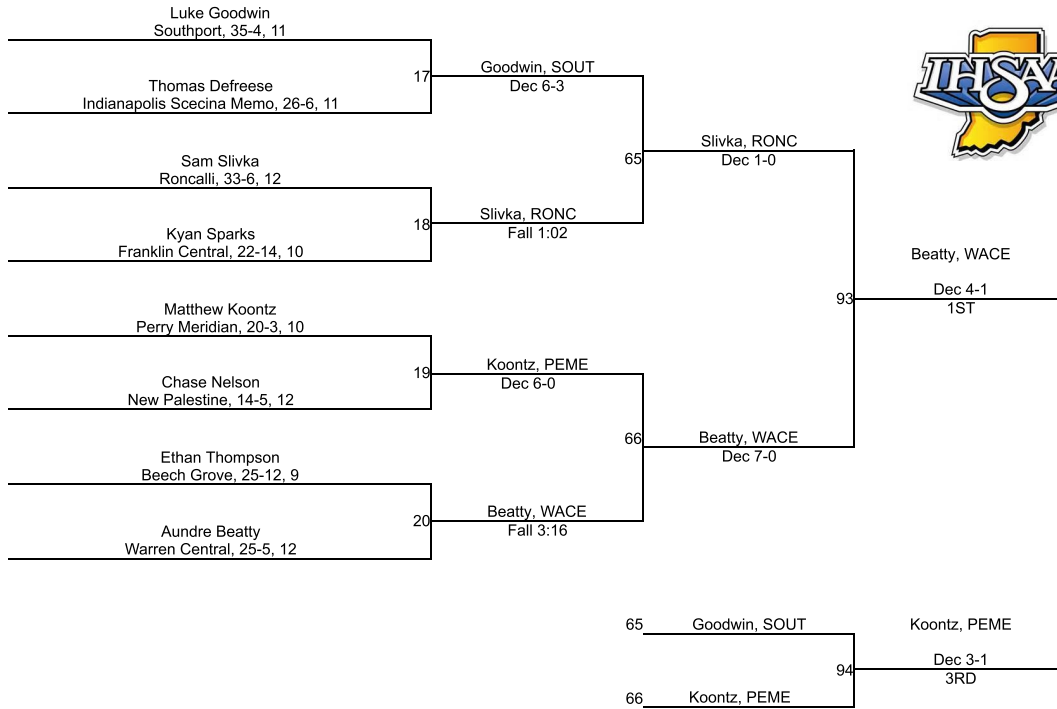 Luke Goodwin
Southport, 35-4, 11
17
Goodwin, SOUT
Dec 6-3
Thomas Defreese
Indianapolis Scecina Memo, 26-6, 11
IHSAA
65
Slivka, RONC
Dec 1-0
Sam Slivka
Roncalli, 33-6, 12
18
Slivka, RONC
Fall 1:02
Kyan Sparks
Franklin Central, 22-14, 10
93
Beatty, WACE
Dec 4-1
1ST
Matthew Koontz
Perry Meridian, 20-3, 10
19
Koontz, PEME
Dec 6-0
Chase Nelson
New Palestine, 14-5, 12
66
Beatty, WACE
Dec 7-0
Ethan Thompson
Beech Grove, 25-12, 9
20
Beatty, WACE
Fall 3:16
Aundre Beatty
Warren Central, 25-5, 12
65
Goodwin, SOUT
94
Koontz, PEME
Dec 3-1
3RD
66
Koontz, PEME